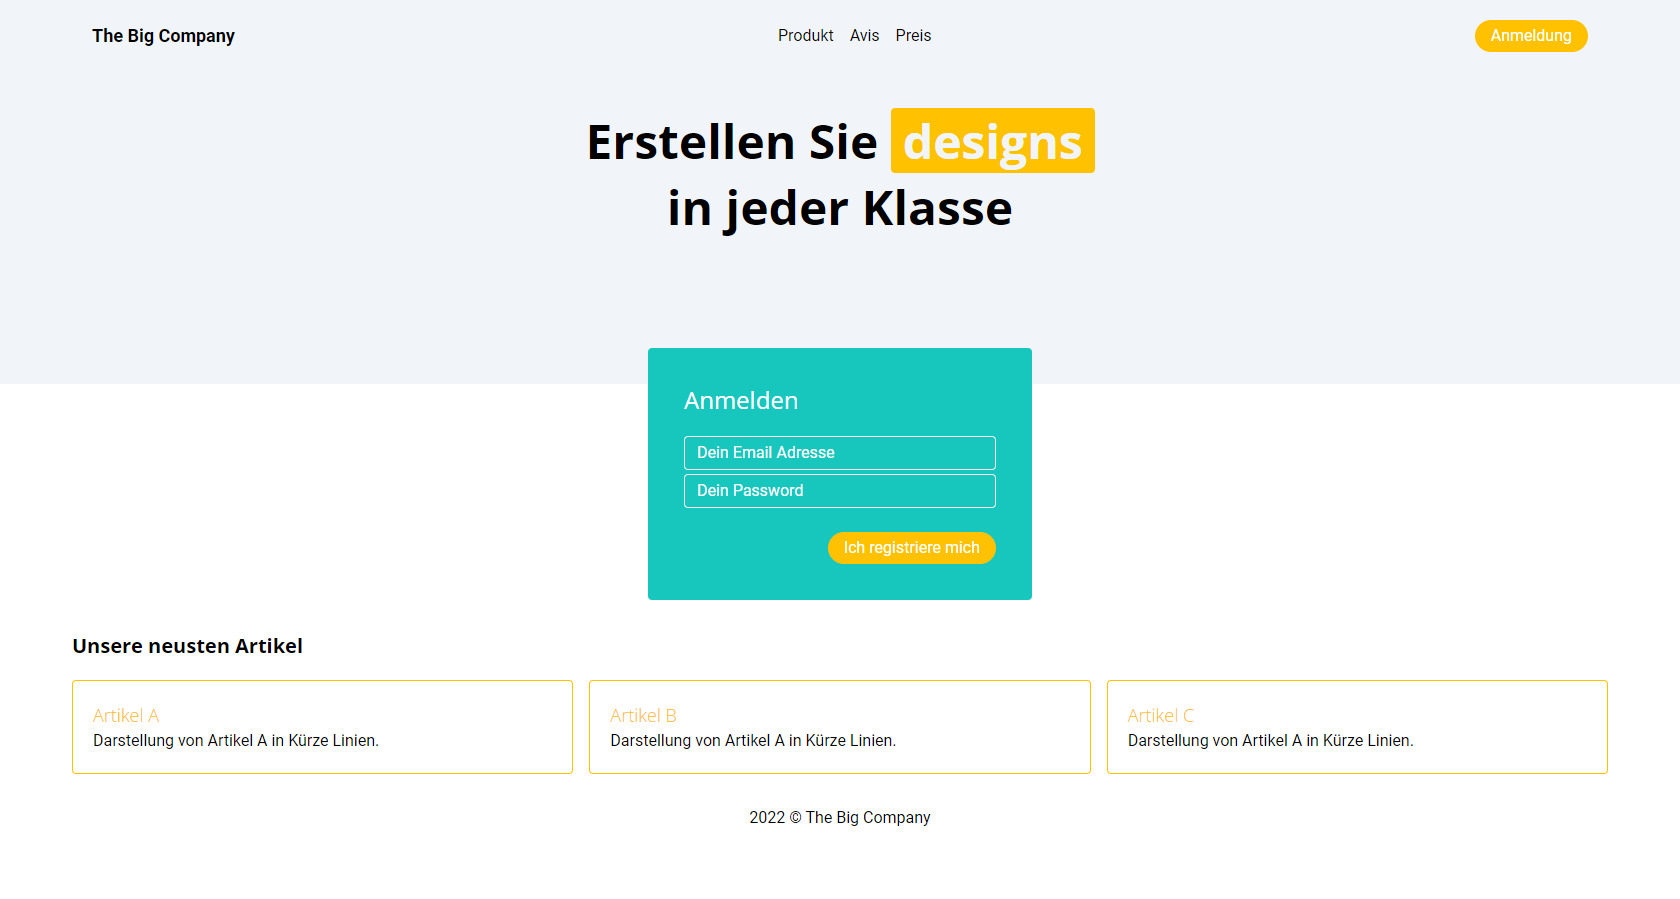 The Big Company
Produkt Avis Preis
Anmeldung
Erstellen Sie designs
in jeder Klasse
Anmelden
Dein Email Adresse
Dein Password
Ich registriere mich
Unsere neusten Artikel
Artikel A
Darstellung von Artikel A in Kürze Linien.
Artikel B
Darstellung von Artikel A in Kürze Linien.
Artikel C
Darstellung von Artikel A in Kürze Linien.
2022 © The Big Company